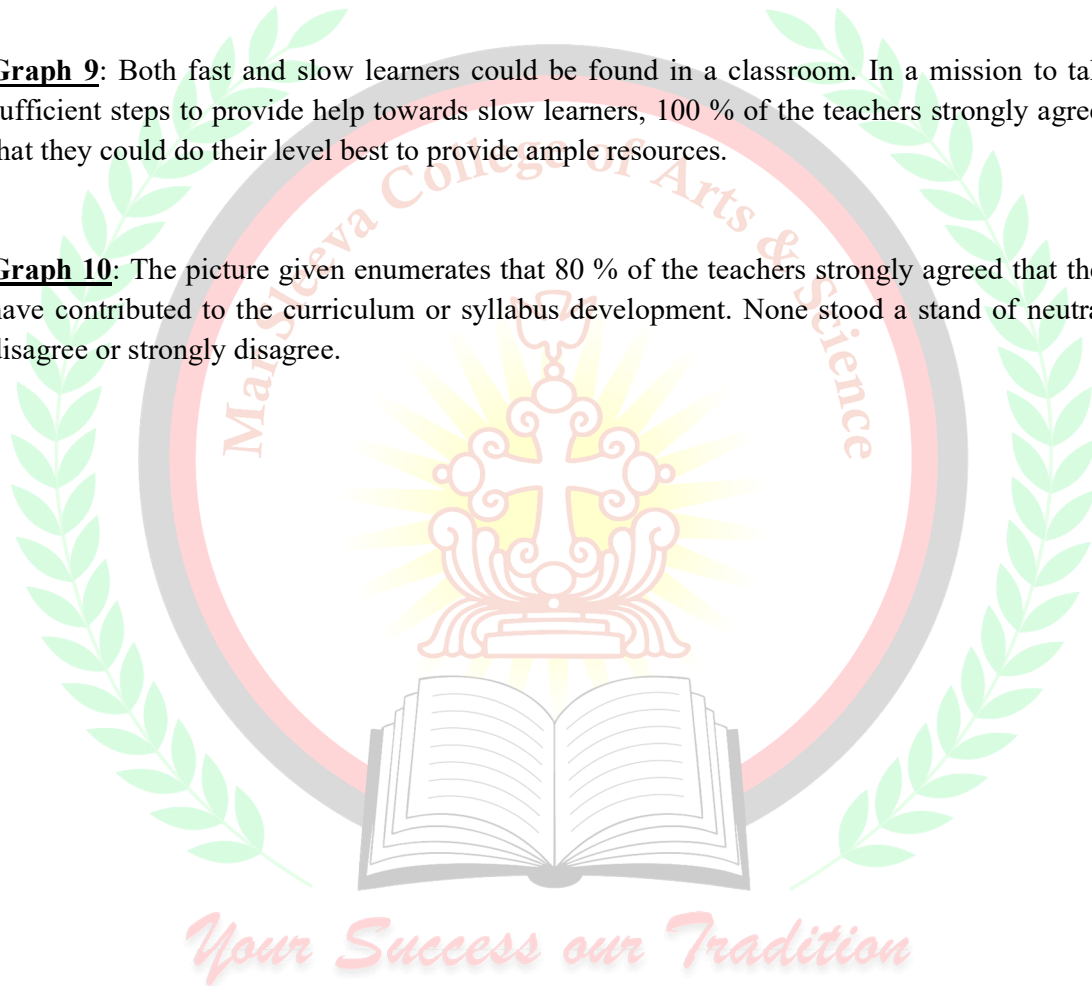 Graph 9: Both fast and slow learners could be found in a classroom. In a mission to ta
ufficient steps to provide help towards slow learners, 100 % of the teachers strongly agre
hat they could do their level best to provide ample resources.
Graph 10: The picture given enumerates that 80 % of the teachers strongly agreed that the
ave contributed to the curriculum or syllabus development. None stood a stand of neutra
isagree or strongly disagree.
Mar Sleeva College of Arts & Science
Your Success our Tradition